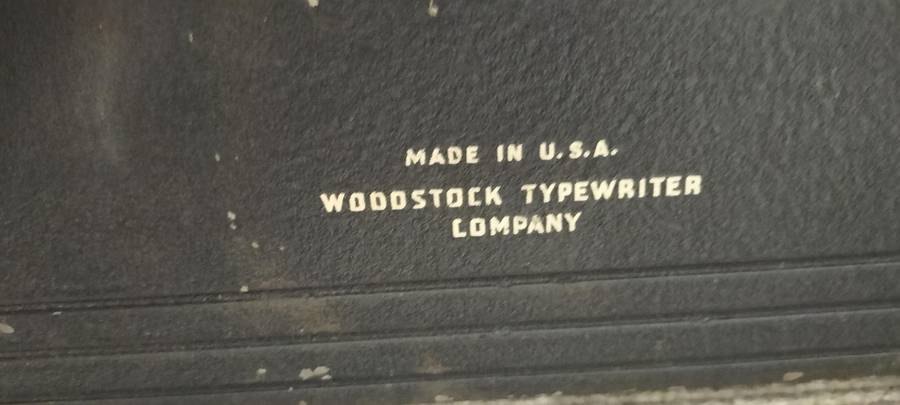 MADE IN U.S.A.
WOODSTOCK TYPEWRITER
COMPANY